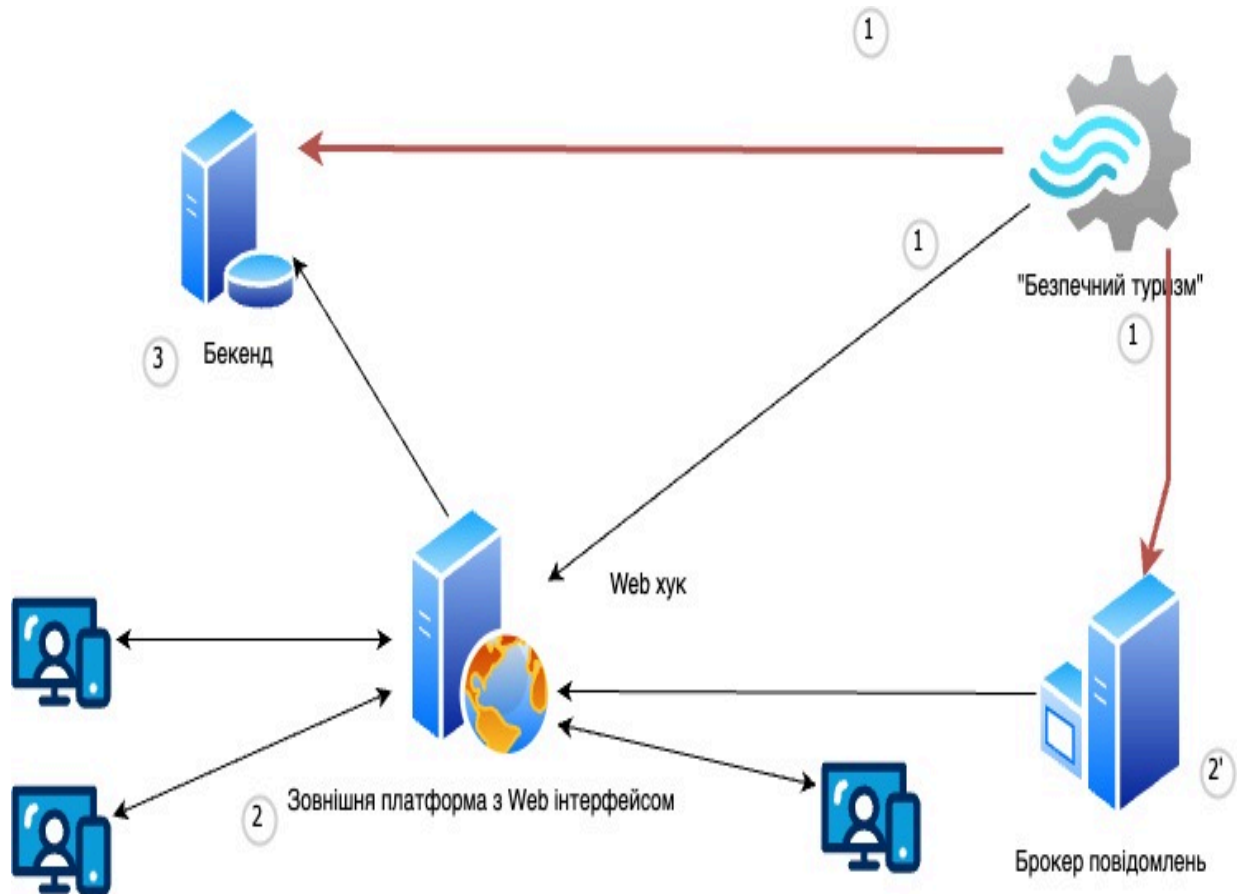 1
"Безпечний туризм"
1
1
3
Бекенд
Web хук
2
Зовнішня платформа з Web інтерфейсом
2'
Брокер повідомлень